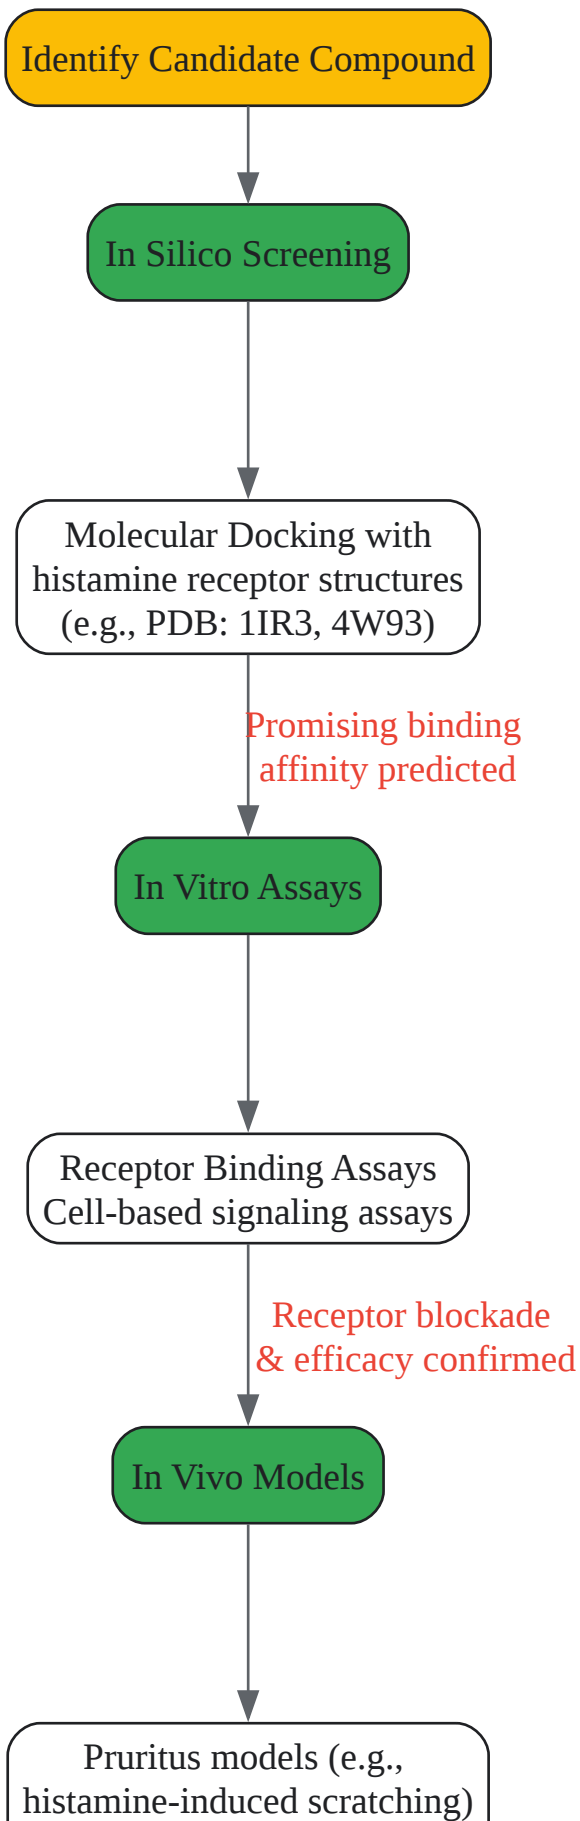 Identify Candidate Compound
In Silico Screening
Molecular Docking with
histamine receptor structures
(e.g., PDB: 1IR3, 4W93)
Promising binding
affinity predicted
In Vitro Assays
Receptor Binding Assays
Cell-based signaling assays
Receptor blockade
& efficacy confirmed
In Vivo Models
Pruritus models (e.g.,
histamine-induced scratching)